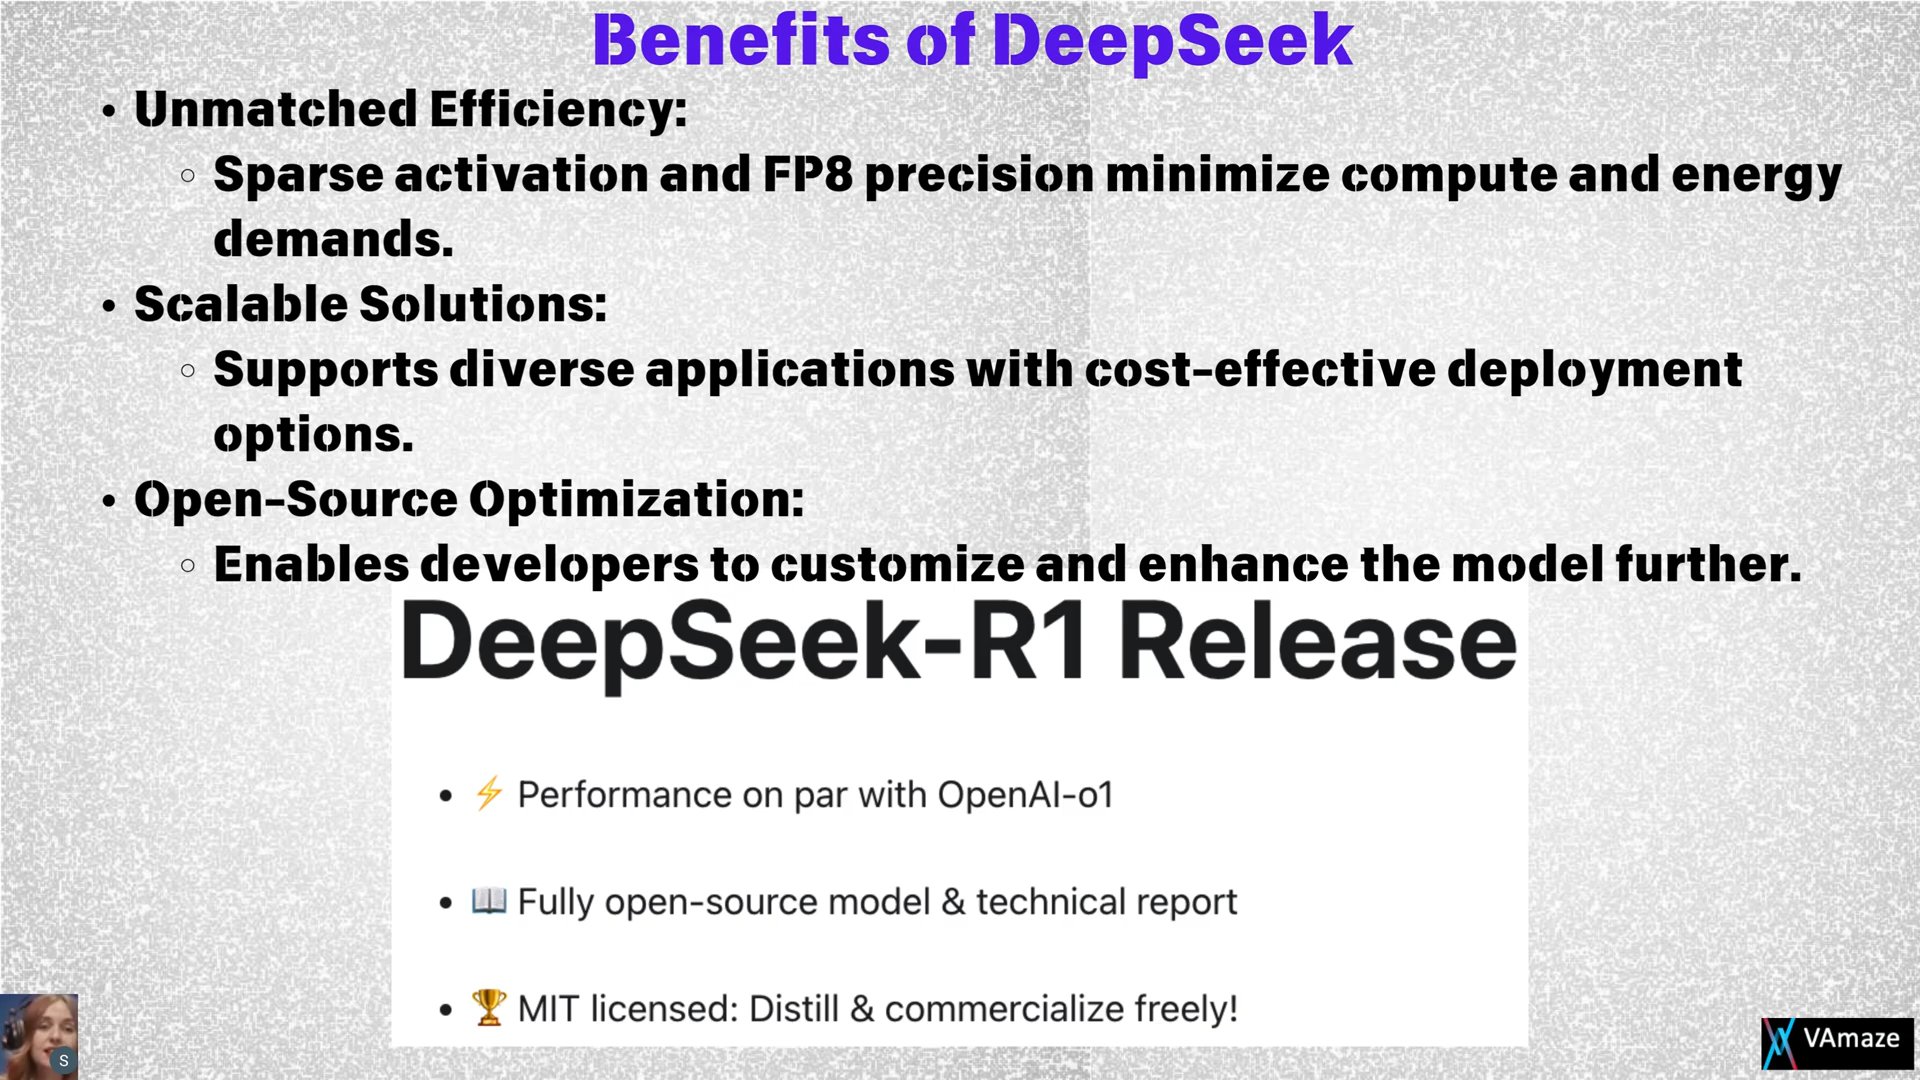 Benefits of DeepSeek
• Unmatched Efficiency:
○ Sparse activation and FP8 precision minimize compute and energy
demands.
• Scalable Solutions:
○ Supports diverse applications with cost-effective deployment
options.
• Open-Source Optimization:
○ Enables developers to customize and enhance the model further.
DeepSeek-R1 Release
• ⚡ Performance on par with OpenAI-o1
• 📖 Fully open-source model & technical report
• 🏆 MIT licensed: Distill & commercialize freely!
S
VAmaze